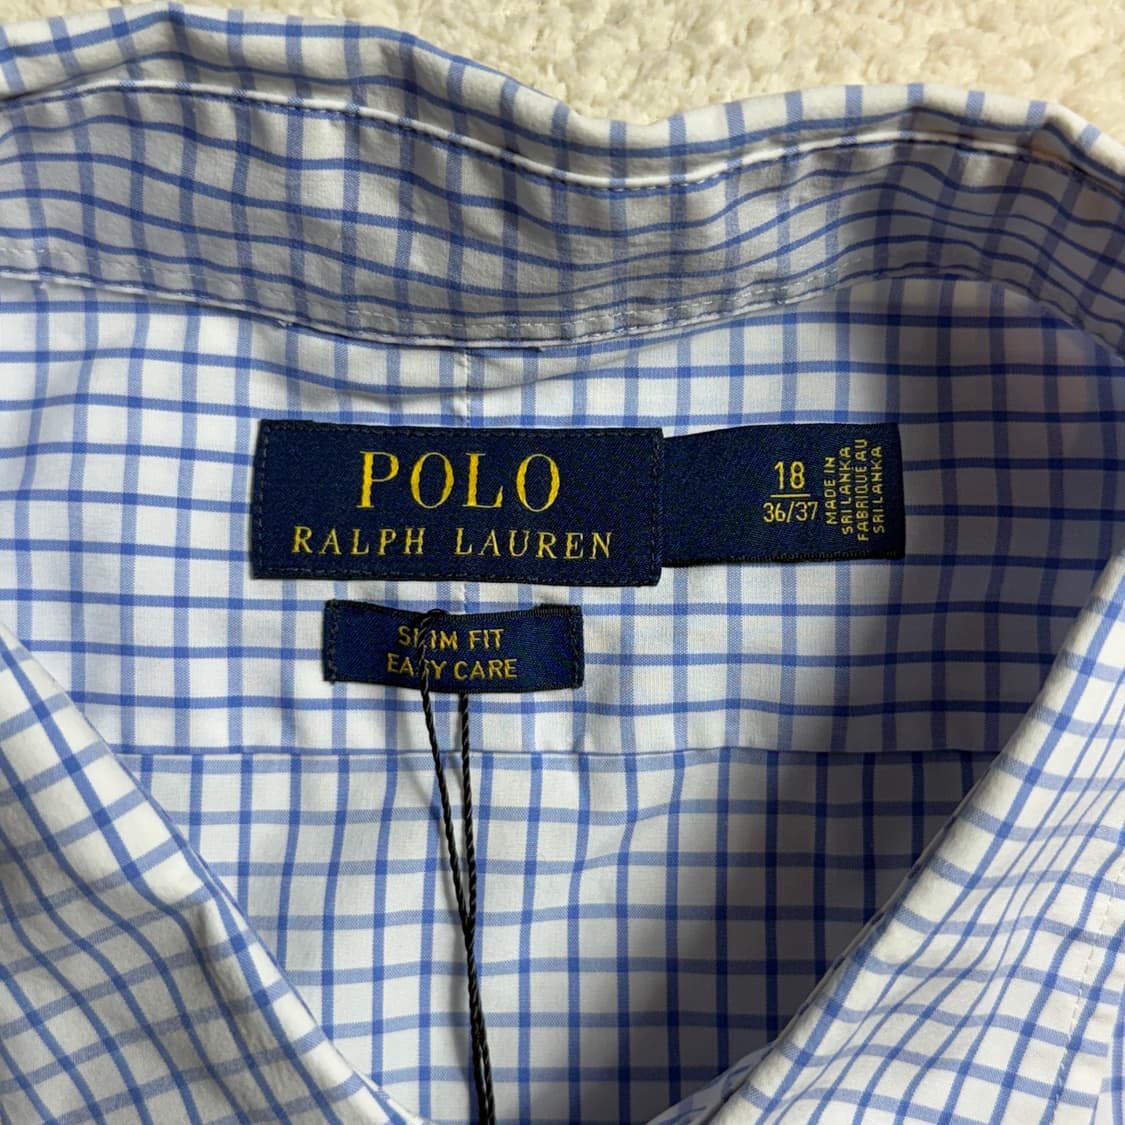 POLO
RALPH LAUREN
18
36/37
MADE IN
SRI LANKA
FABRIQUE AU
SRI LANKA
SLIM FIT
EASY CARE